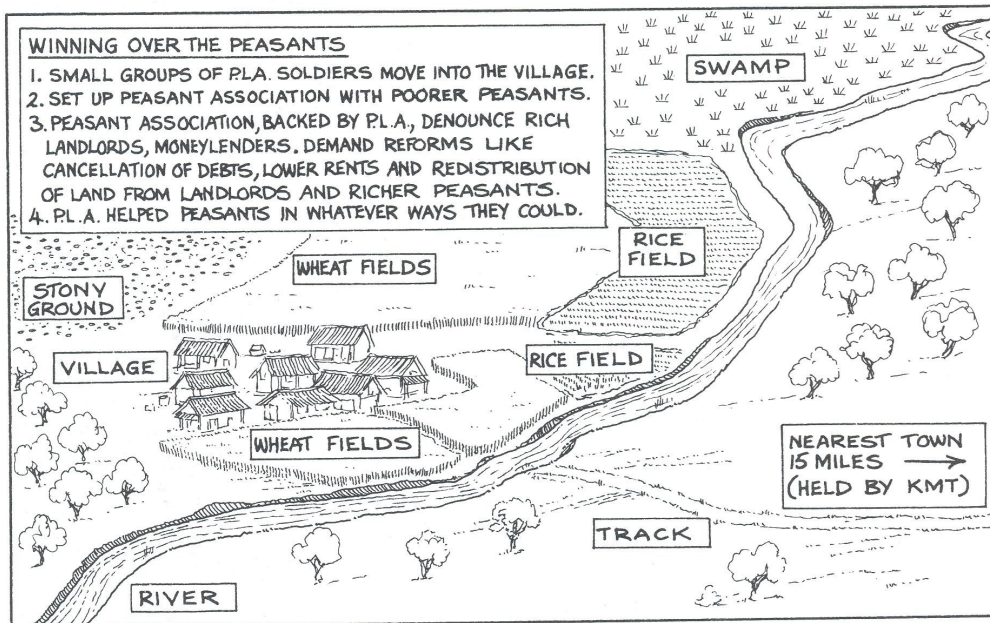 WINNING OVER THE PEASANTS
1. SMALL GROUPS OF P.L.A. SOLDIERS MOVE INTO THE VILLAGE.
2. SET UP PEASANT ASSOCIATION WITH POORER PEASANTS.
3. PEASANT ASSOCIATION, BACKED BY P.L.A., DENOUNCE RICH
LANDLORDS, MONEYLENDERS. DEMAND REFORMS LIKE
CANCELLATION OF DEBTS, LOWER RENTS AND REDISTRIBUTION
OF LAND FROM LANDLORDS AND RICHER PEASANTS.
4. P.L.A. HELPED PEASANTS IN WHATEVER WAYS THEY COULD.
SWAMP
RICE
FIELD
WHEAT FIELDS
STONY
GROUND
VILLAGE
RICE FIELD
WHEAT FIELDS
NEAREST TOWN
15 MILES
(HELD BY KMT)
TRACK
RIVER